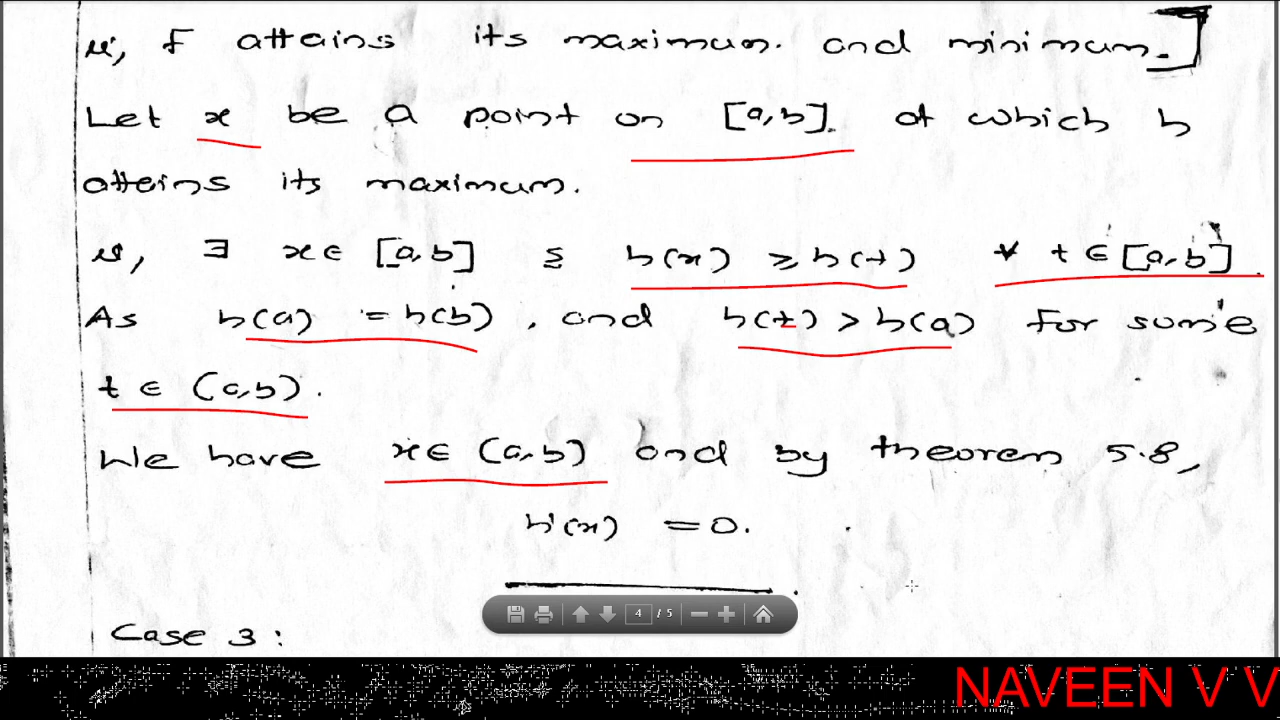 ie, f attains its maximum. and minimum.]
Let x be a point on [a,b]. at which h
attains its maximum.
ie, ∃ x ∈ [a,b] ∋ h(x) ≥ h(t) ∀ t ∈ [a,b].
As h(a) = h(b), and h(t) > h(a) for some
t ∈ (a,b).
We have x ∈ (a,b) and by theorem 5.8,
h'(x) = 0.
4 / 5
Case 3:
NAVEEN V V